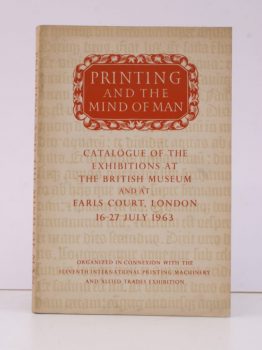 PRINTING
AND THE
MIND OF MAN
CATALOGUE OF THE
EXHIBITIONS AT
THE BRITISH MUSEUM
AND AT
EARLS COURT, LONDON
16-27 JULY 1963
ORGANIZED IN CONNEXION WITH THE
ELEVENTH INTERNATIONAL PRINTING MACHINERY
AND ALLIED TRADES EXHIBITION